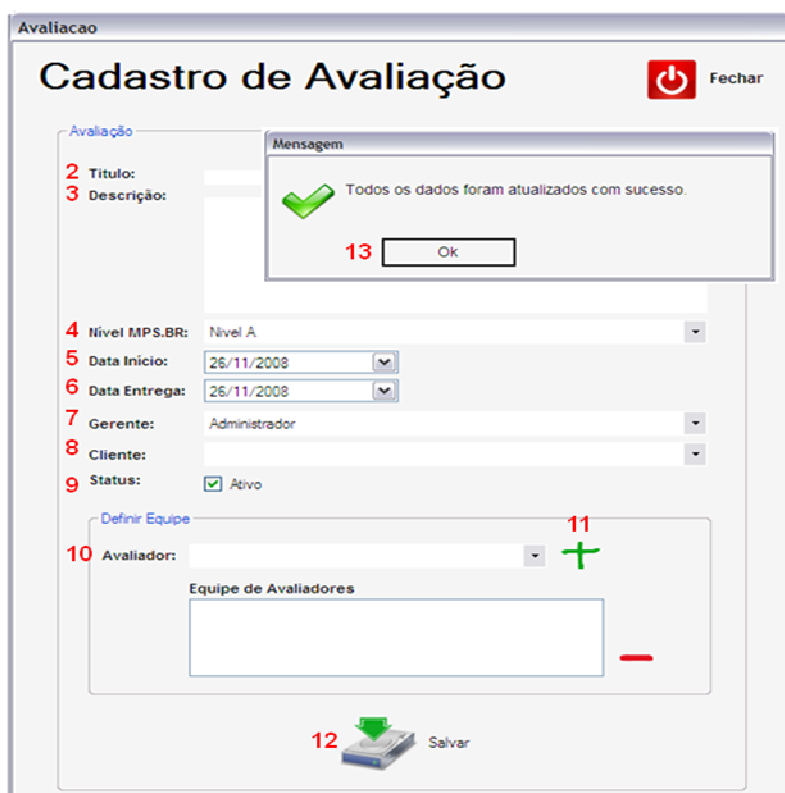 Avaliacao
Cadastro de Avaliação
Fechar
Avaliação
Mensagem
2 Titulo:
Todos os dados foram atualizados com sucesso.
3 Descrição:
13 Ok
4 Nível MPS.BR: Nivel A
5 Data Inicio: 26/11/2008
6 Data Entrega: 26/11/2008
7 Gerente: Administrador
8 Cliente:
9 Status: Ativo
Definir Equipe
11
10 Avaliador:
Equipe de Avaliadores
12 Salvar